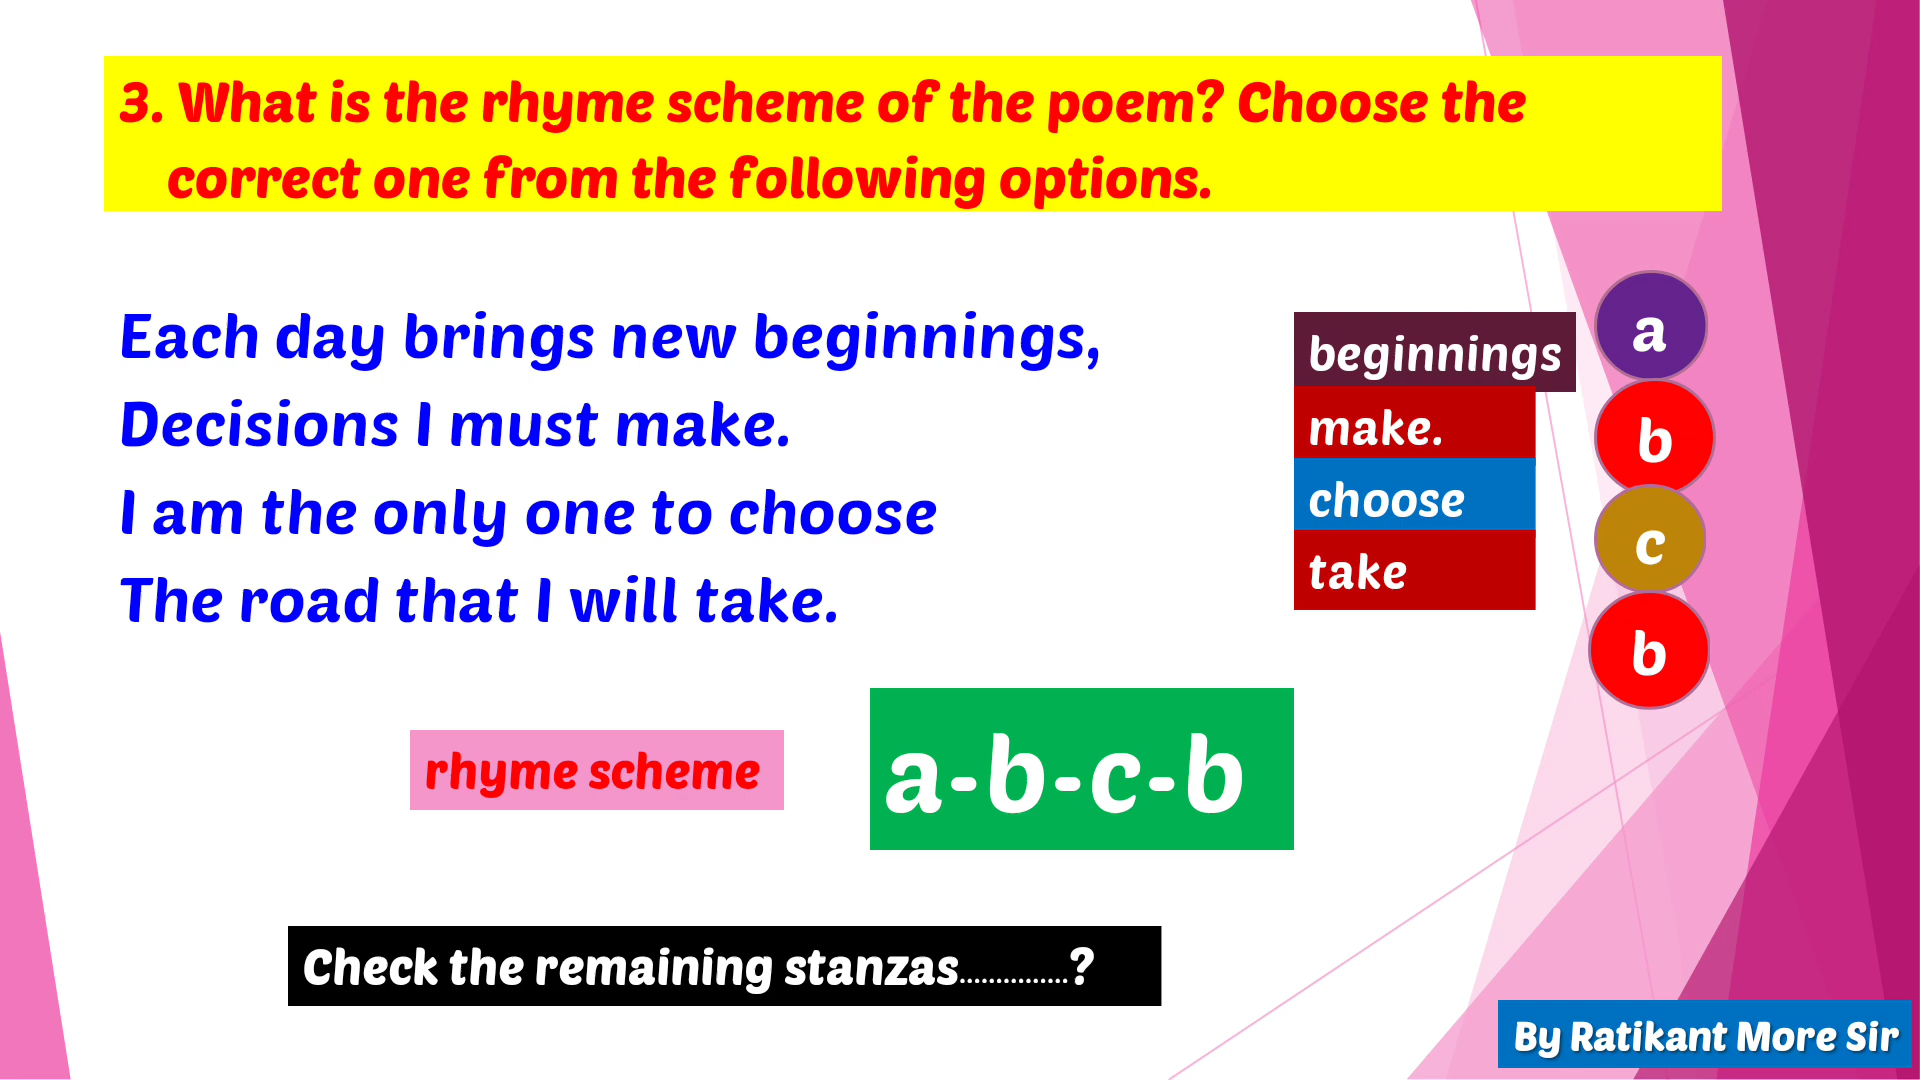 3. What is the rhyme scheme of the poem? Choose the
correct one from the following options.
Each day brings new beginnings,
Decisions I must make.
I am the only one to choose
The road that I will take.
beginnings
make.
choose
take
a
b
c
b
rhyme scheme
a-b-c-b
Check the remaining stanzas...............?
By Ratikant More Sir